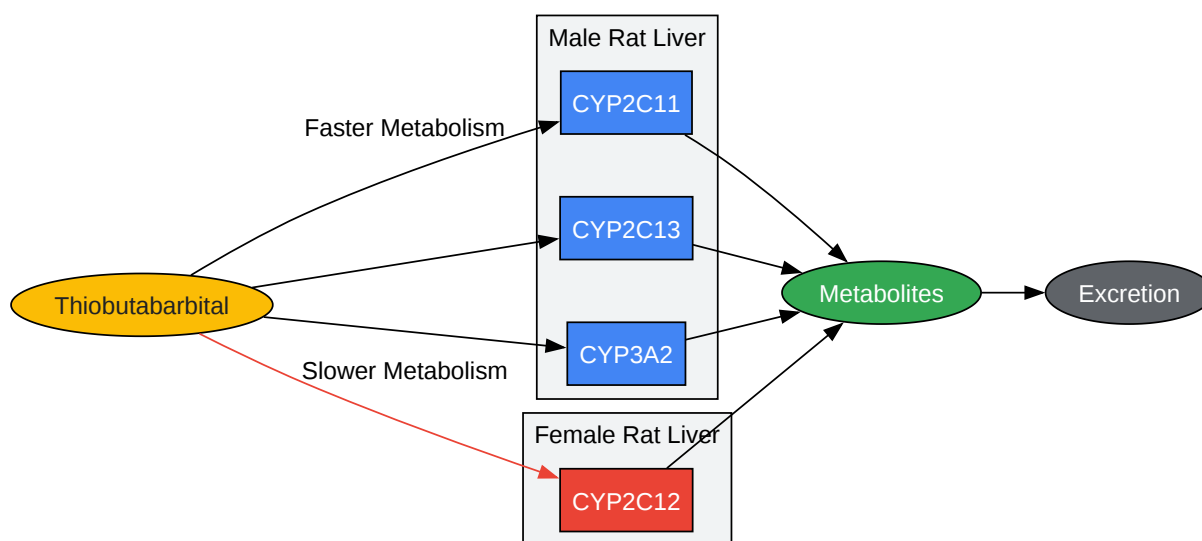 Male Rat Liver
CYP2C11
Faster Metabolism
CYP2C13
Thiobutabarbital
Metabolites
Excretion
CYP3A2
Slower Metabolism
Female Rat Liver
CYP2C12